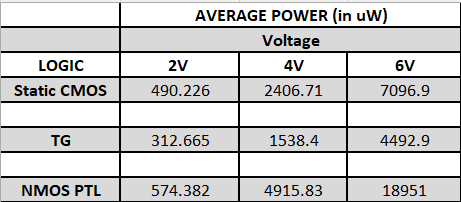 AVERAGE POWER (in uW)
Voltage
LOGIC 2V 4V 6V
Static CMOS 490.226 2406.71 7096.9
TG 312.665 1538.4 4492.9
NMOS PTL 574.382 4915.83 18951